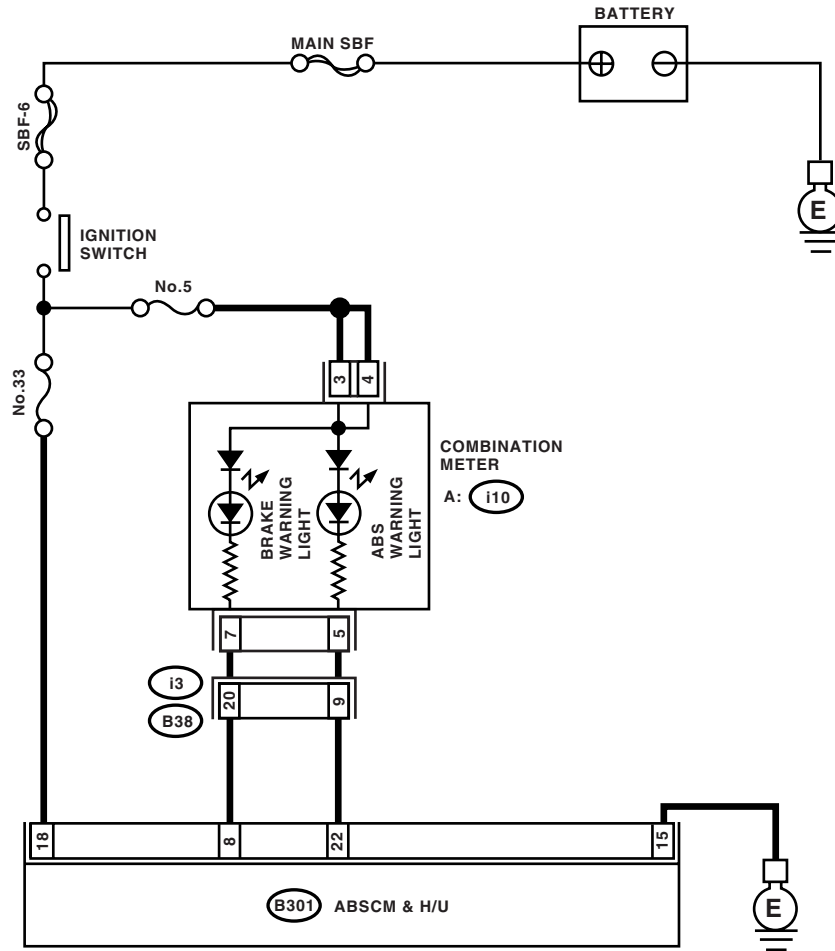 BATTERY
MAIN SBF
SBF-6
E
IGNITION
SWITCH
No.5
No.33
3
4
COMBINATION
METER
A: i10
BRAKE
WARNING
LIGHT
ABS
WARNING
LIGHT
7
5
i3
20
9
B38
18
8
22
15
B301 ABSCM & H/U
E